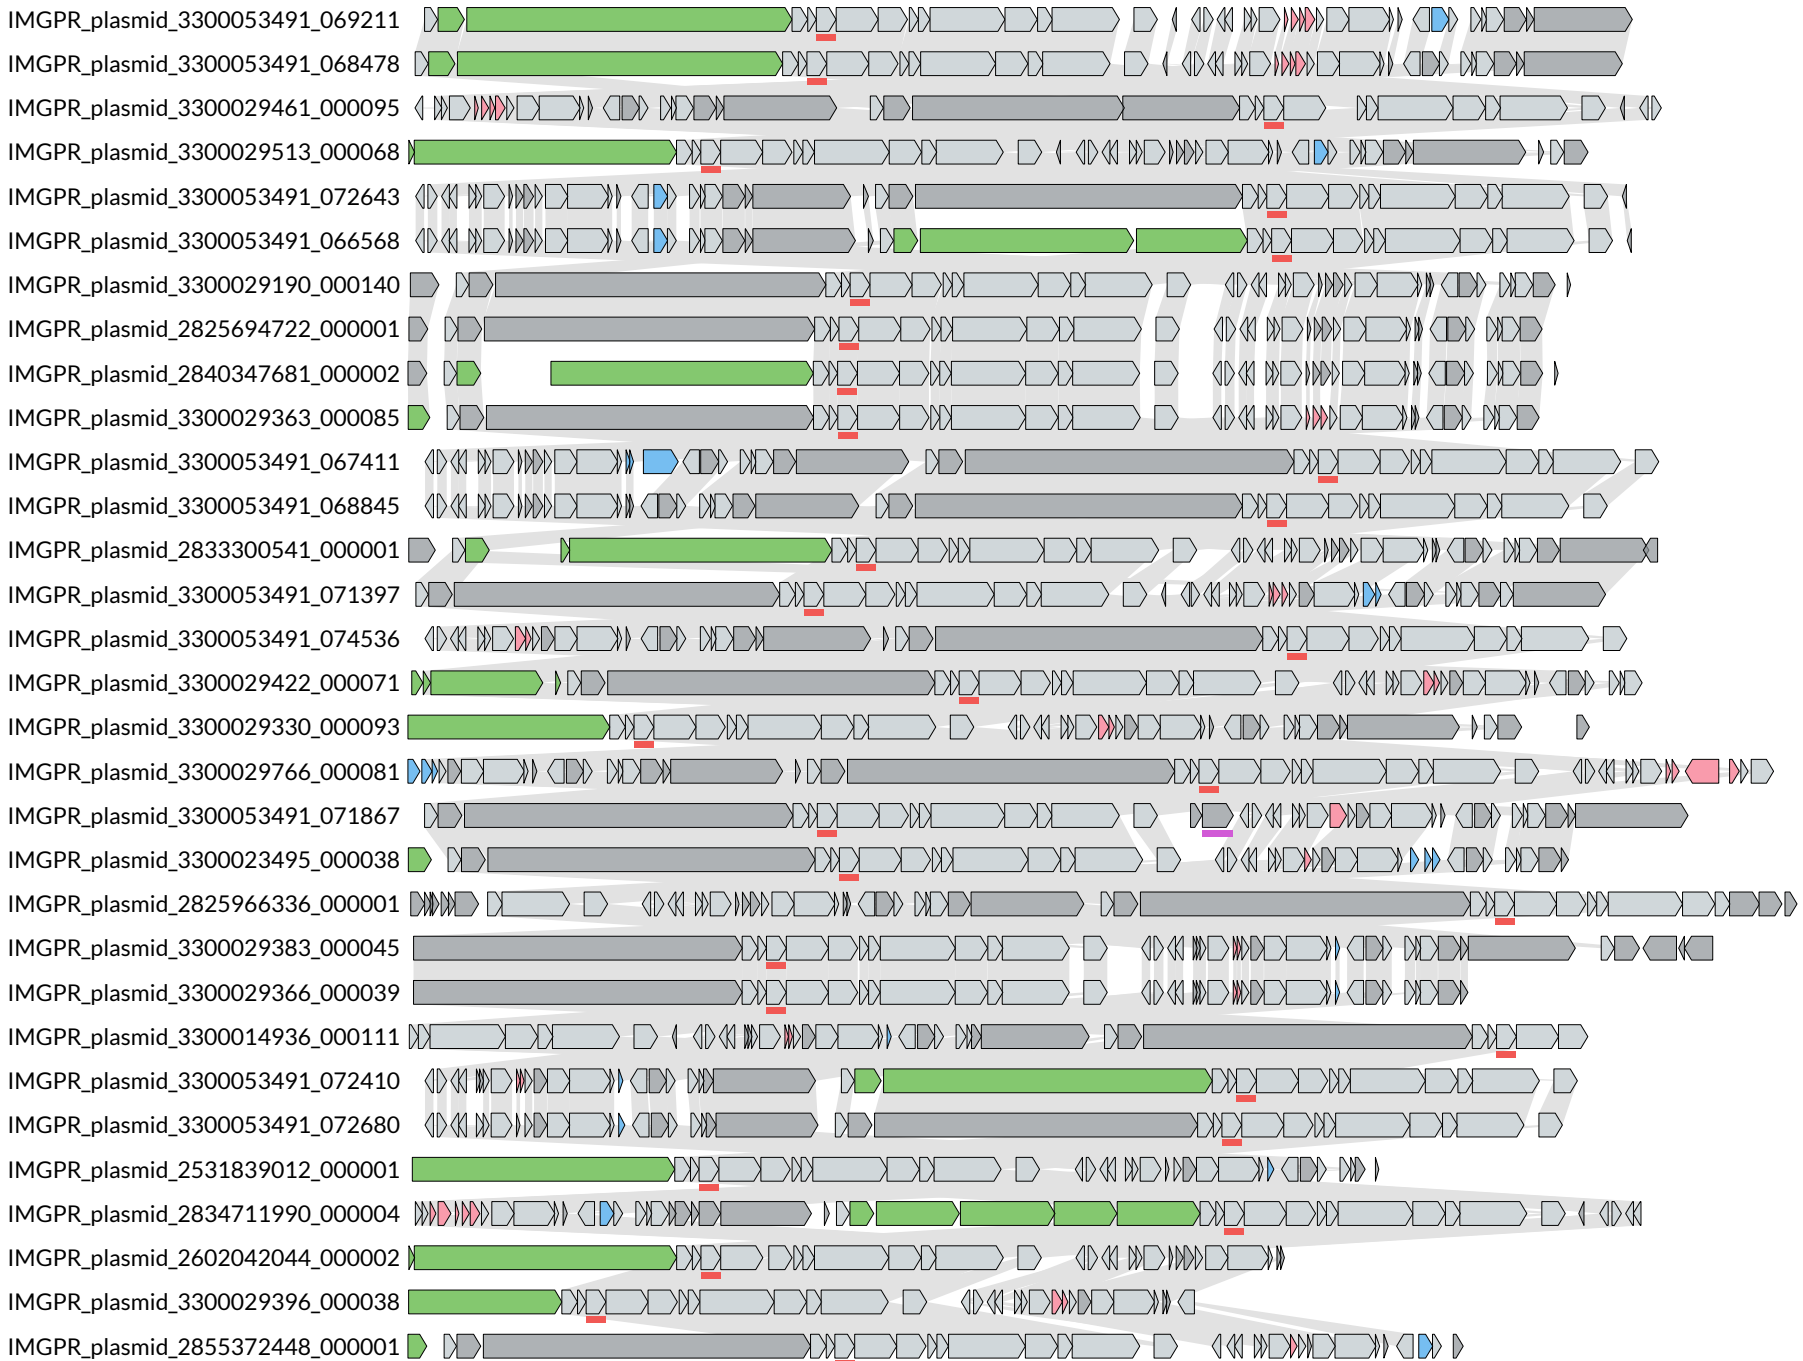 IMGPR_plasmid_3300053491_069211
IMGPR_plasmid_3300053491_068478
IMGPR_plasmid_3300029461_000095
IMGPR_plasmid_3300029513_000068
IMGPR_plasmid_3300053491_072643
IMGPR_plasmid_3300053491_066568
IMGPR_plasmid_3300029190_000140
IMGPR_plasmid_2825694722_000001
IMGPR_plasmid_2840347681_000002
IMGPR_plasmid_3300029363_000085
IMGPR_plasmid_3300053491_067411
IMGPR_plasmid_3300053491_068845
IMGPR_plasmid_2833300541_000001
IMGPR_plasmid_3300053491_071397
IMGPR_plasmid_3300053491_074536
IMGPR_plasmid_3300029422_000071
IMGPR_plasmid_3300029330_000093
IMGPR_plasmid_3300029766_000081
IMGPR_plasmid_3300053491_071867
IMGPR_plasmid_3300023495_000038
IMGPR_plasmid_2825966336_000001
IMGPR_plasmid_3300029383_000045
IMGPR_plasmid_3300029366_000039
IMGPR_plasmid_3300014936_000111
IMGPR_plasmid_3300053491_072410
IMGPR_plasmid_3300053491_072680
IMGPR_plasmid_2531839012_000001
IMGPR_plasmid_2834711990_000004
IMGPR_plasmid_2602042044_000002
IMGPR_plasmid_3300029396_000038
IMGPR_plasmid_2855372448_000001